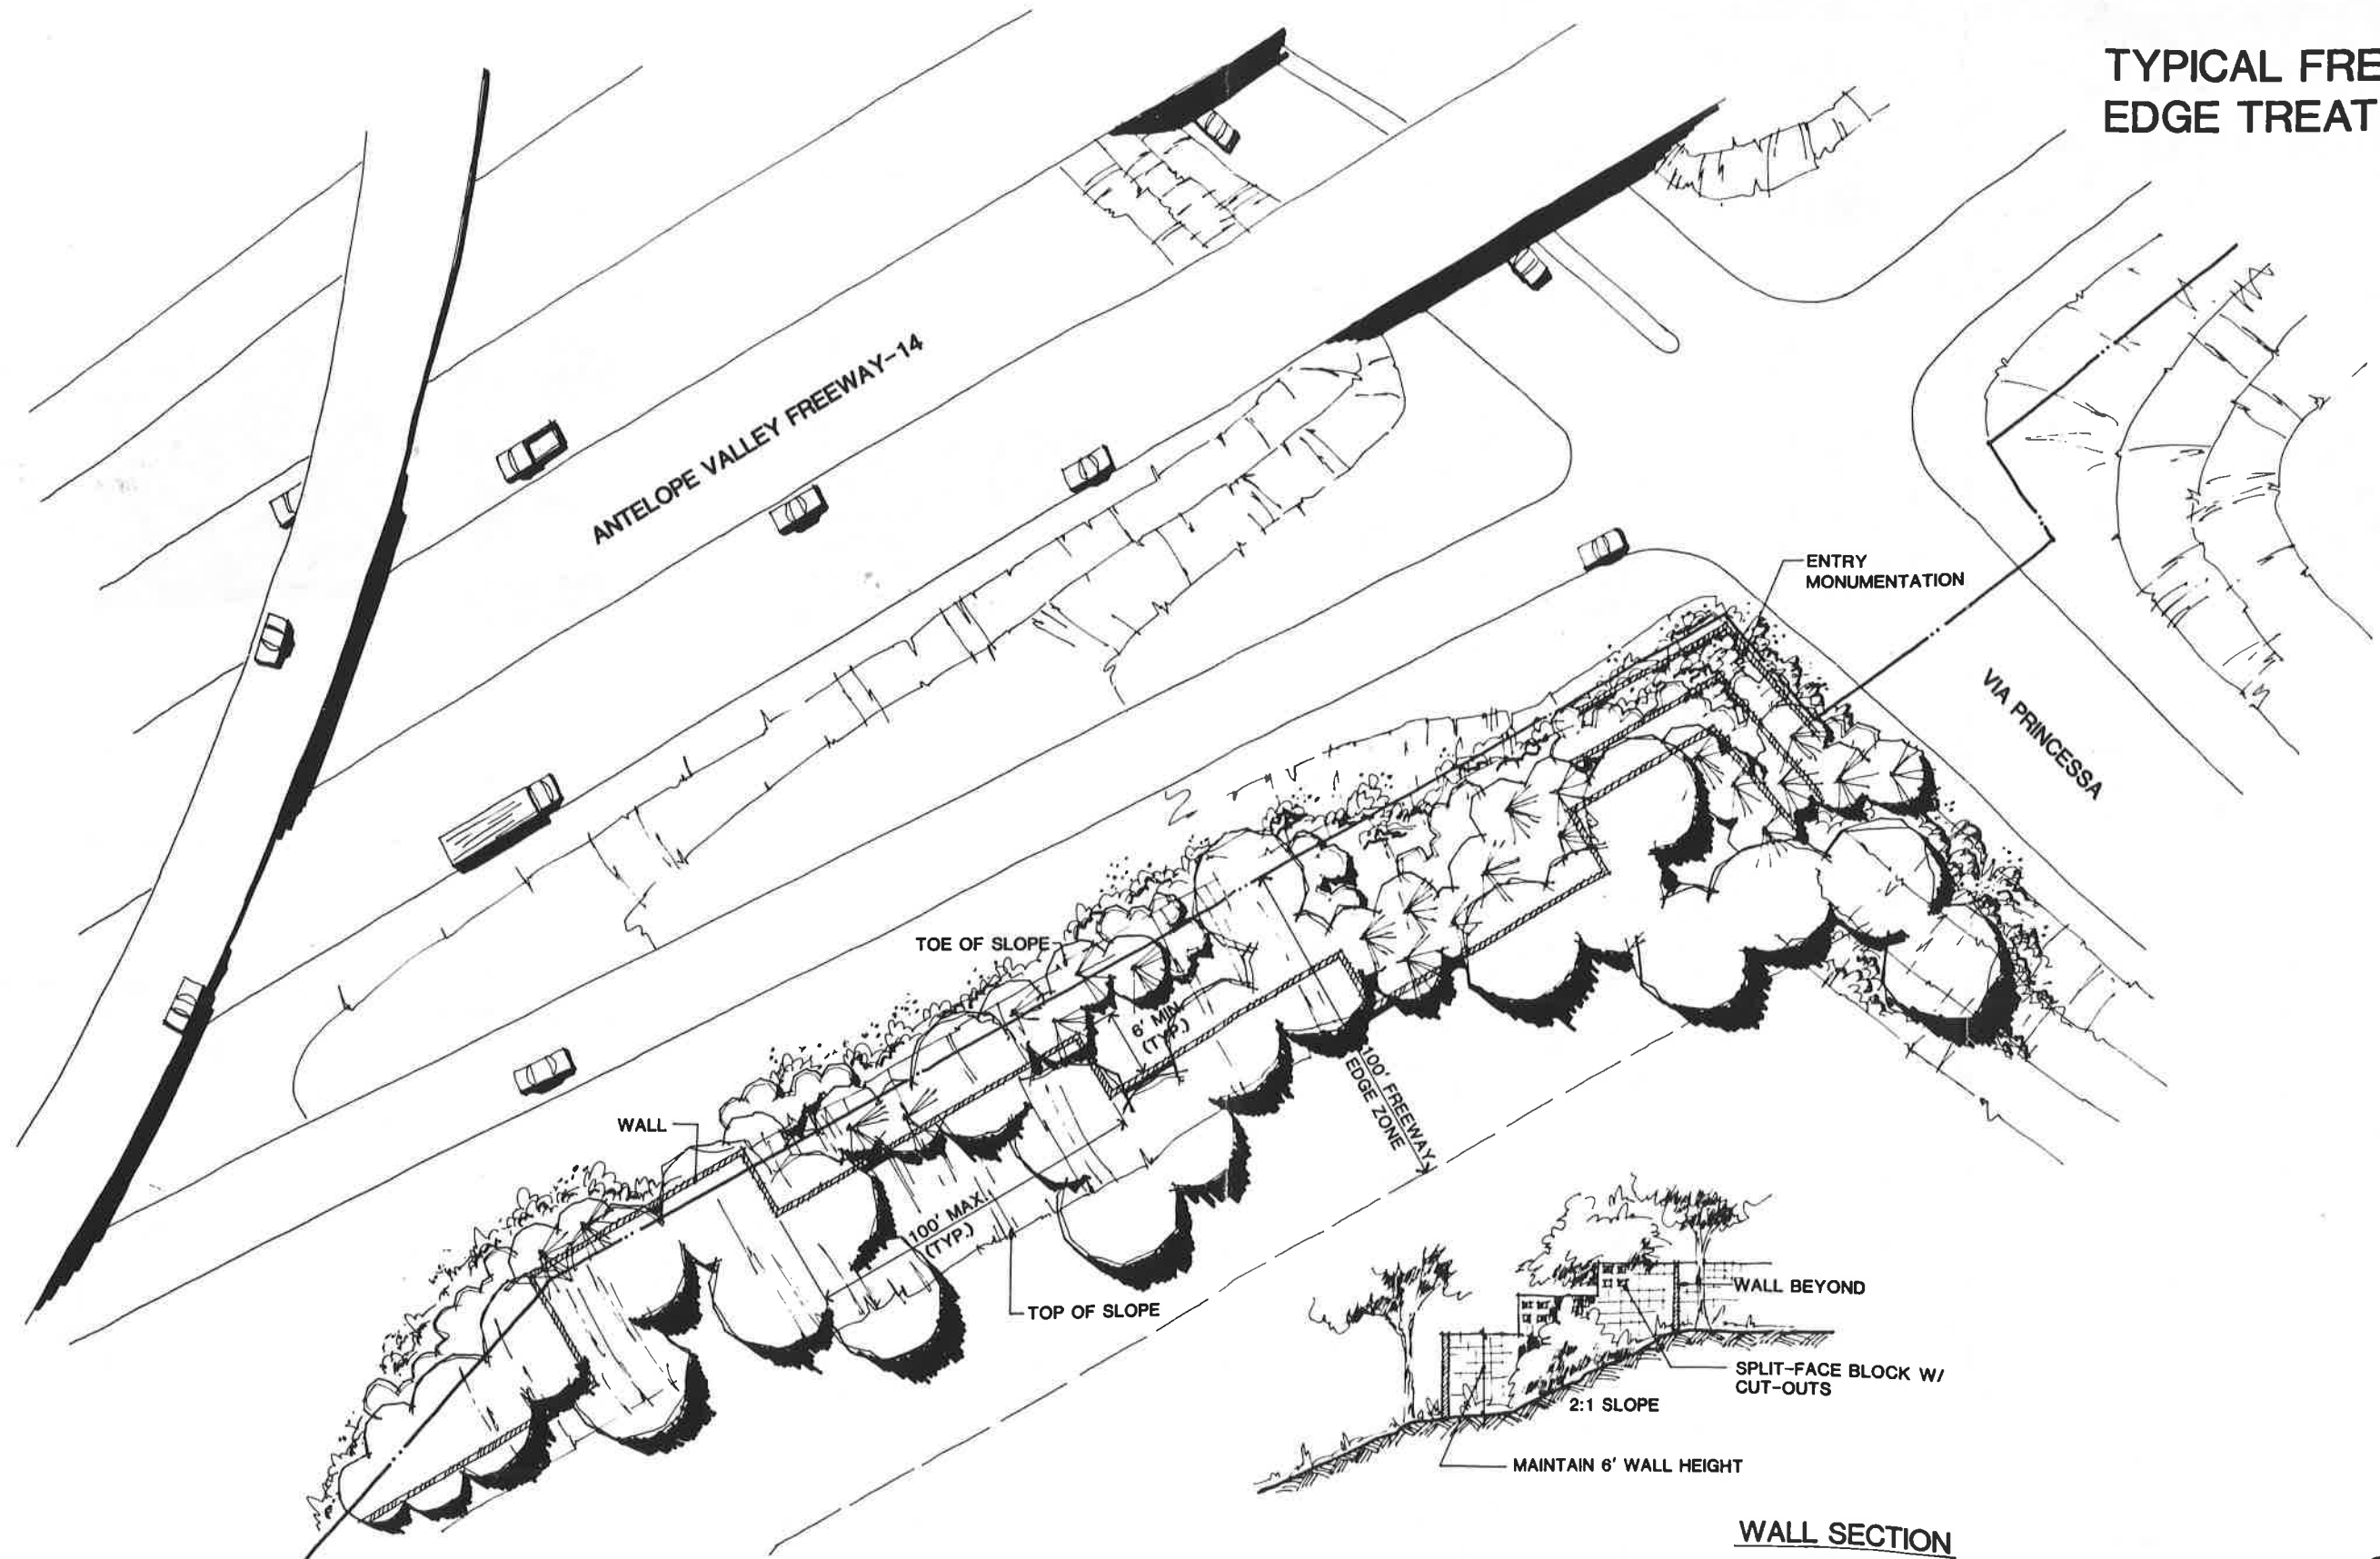 TYPICAL FRE
EDGE TREAT
ANTELOPE VALLEY FREEWAY-14
ENTRY
MONUMENTATION
VIA PRINCESSA
TOE OF SLOPE
6' MIN
(TYP.)
100' FREEWAY
EDGE ZONE
WALL
100' MAX.
(TYP.)
TOP OF SLOPE
WALL BEYOND
SPLIT-FACE BLOCK W/
CUT-OUTS
2:1 SLOPE
MAINTAIN 6' WALL HEIGHT
WALL SECTION